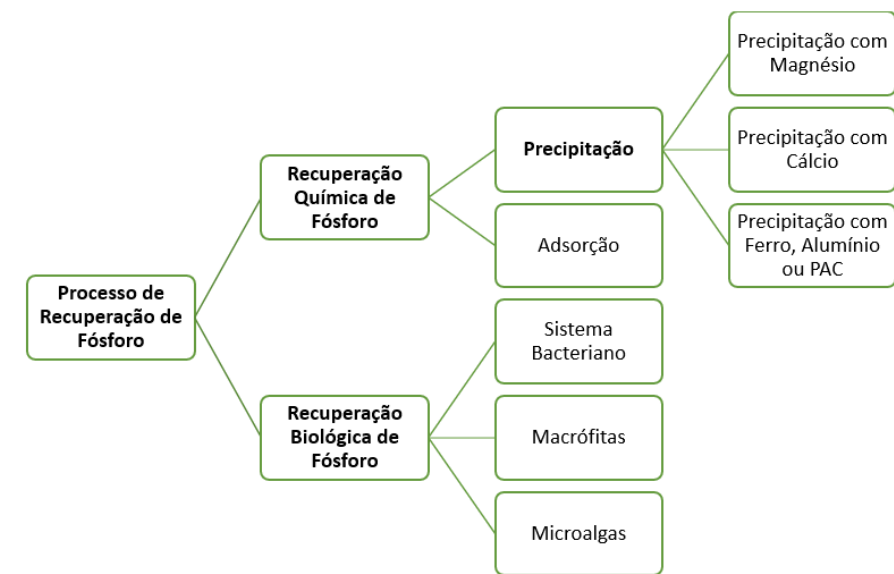 Processo de
Recuperação de
Fósforo
Recuperação
Química de
Fósforo
Precipitação
Precipitação com
Magnésio
Precipitação com
Cálcio
Precipitação com
Ferro, Alumínio
ou PAC
Adsorção
Recuperação
Biológica de
Fósforo
Sistema
Bacteriano
Macrófitas
Microalgas